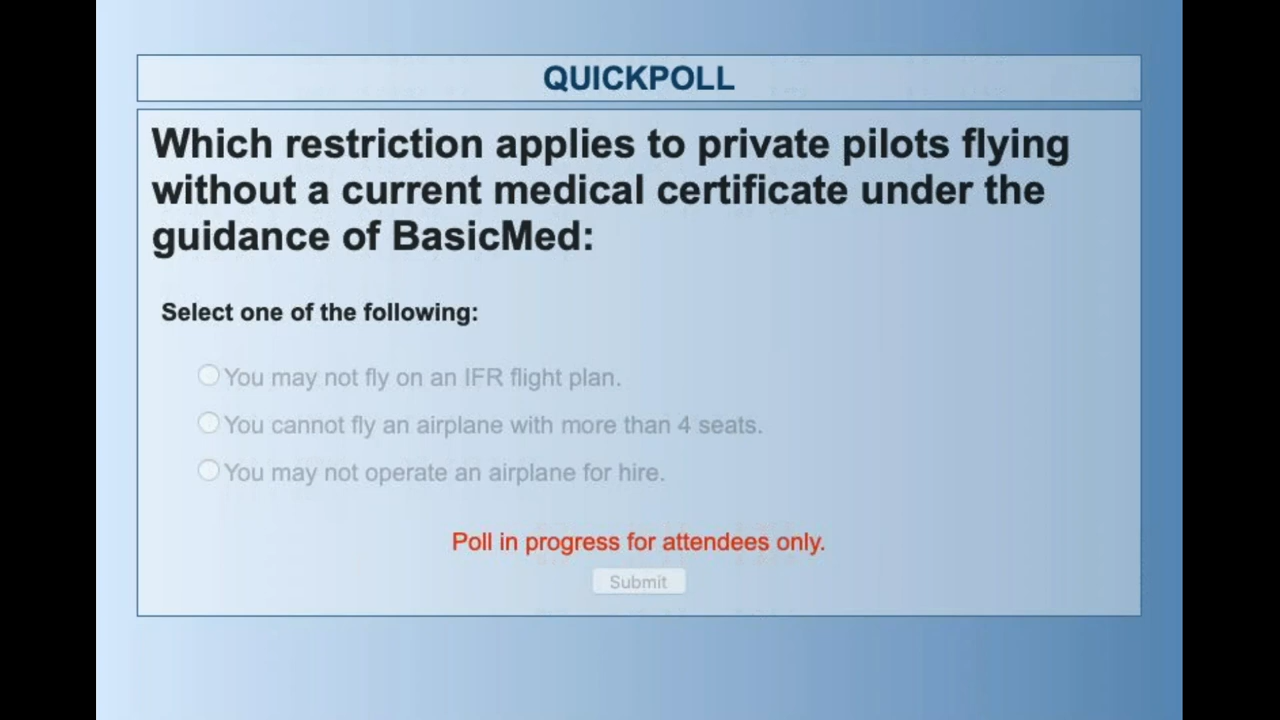 QUICKPOLL
Which restriction applies to private pilots flying
without a current medical certificate under the
guidance of BasicMed:
Select one of the following:
You may not fly on an IFR flight plan.
You cannot fly an airplane with more than 4 seats.
You may not operate an airplane for hire.
Poll in progress for attendees only.
Submit